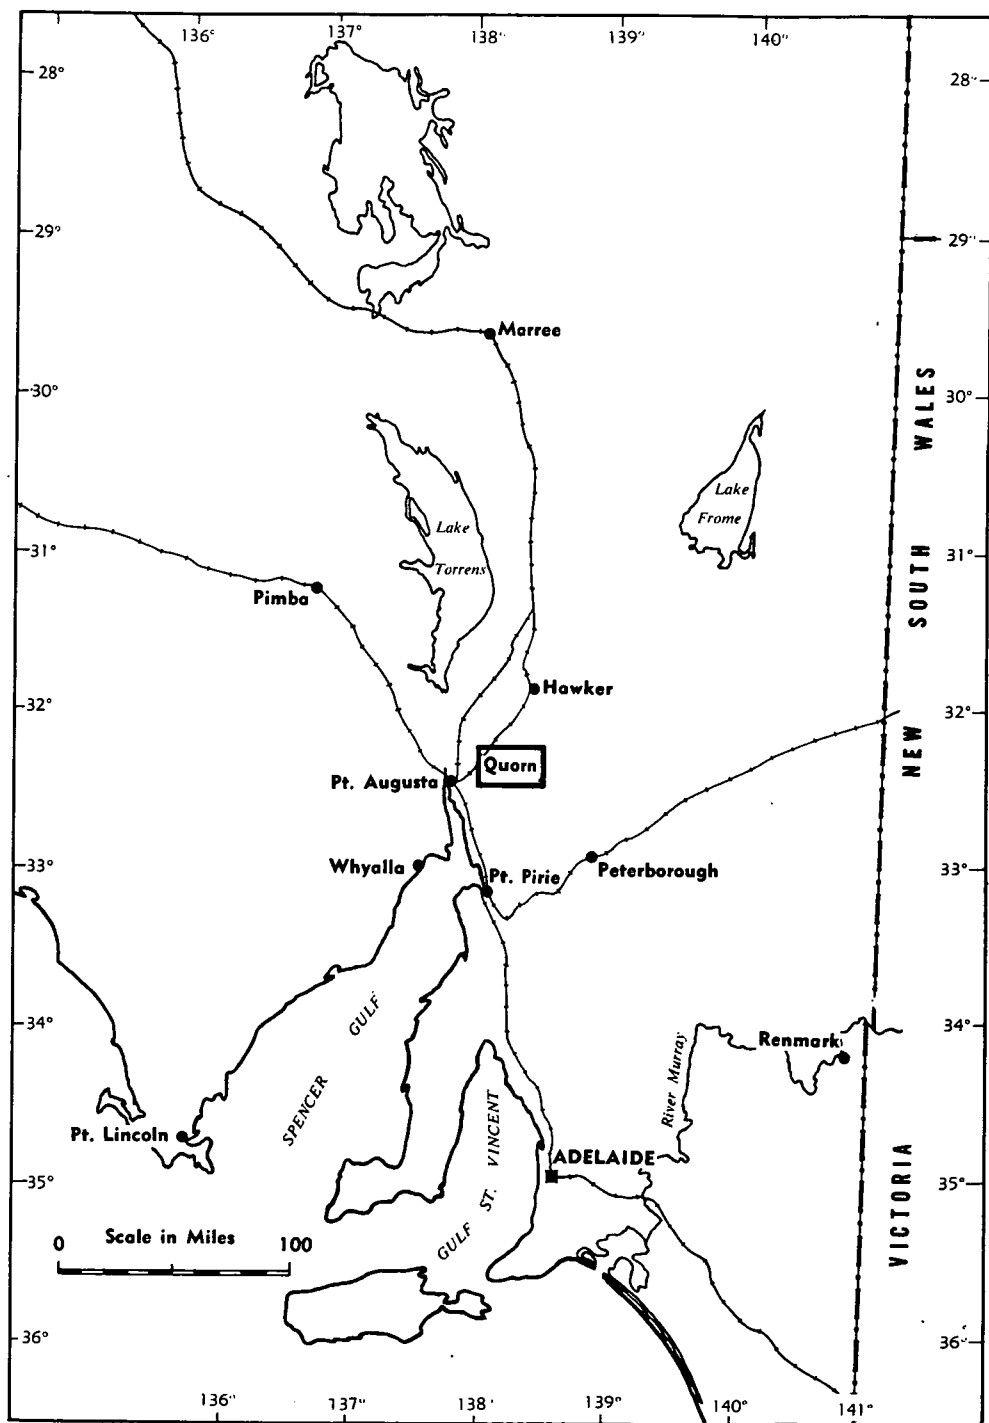 136° 137° 138° 139° 140°
28° 28°
29° 29°
Marree
30° 30°
NEW SOUTH WALES
Lake
Frome
Lake
Torrens
31° 31°
Pimba
Hawker
32° 32°
Quorn
Pt. Augusta
Whyalla
33° 33°
Pt. Pirie
Peterborough
GULF
SPENCER
34° 34°
River Murray
Renmark
Pt. Lincoln
GULF ST. VINCENT
ADELAIDE
35° 35°
VICTORIA
0 Scale in Miles 100
36° 36°
136° 137° 138° 139° 140° 141°